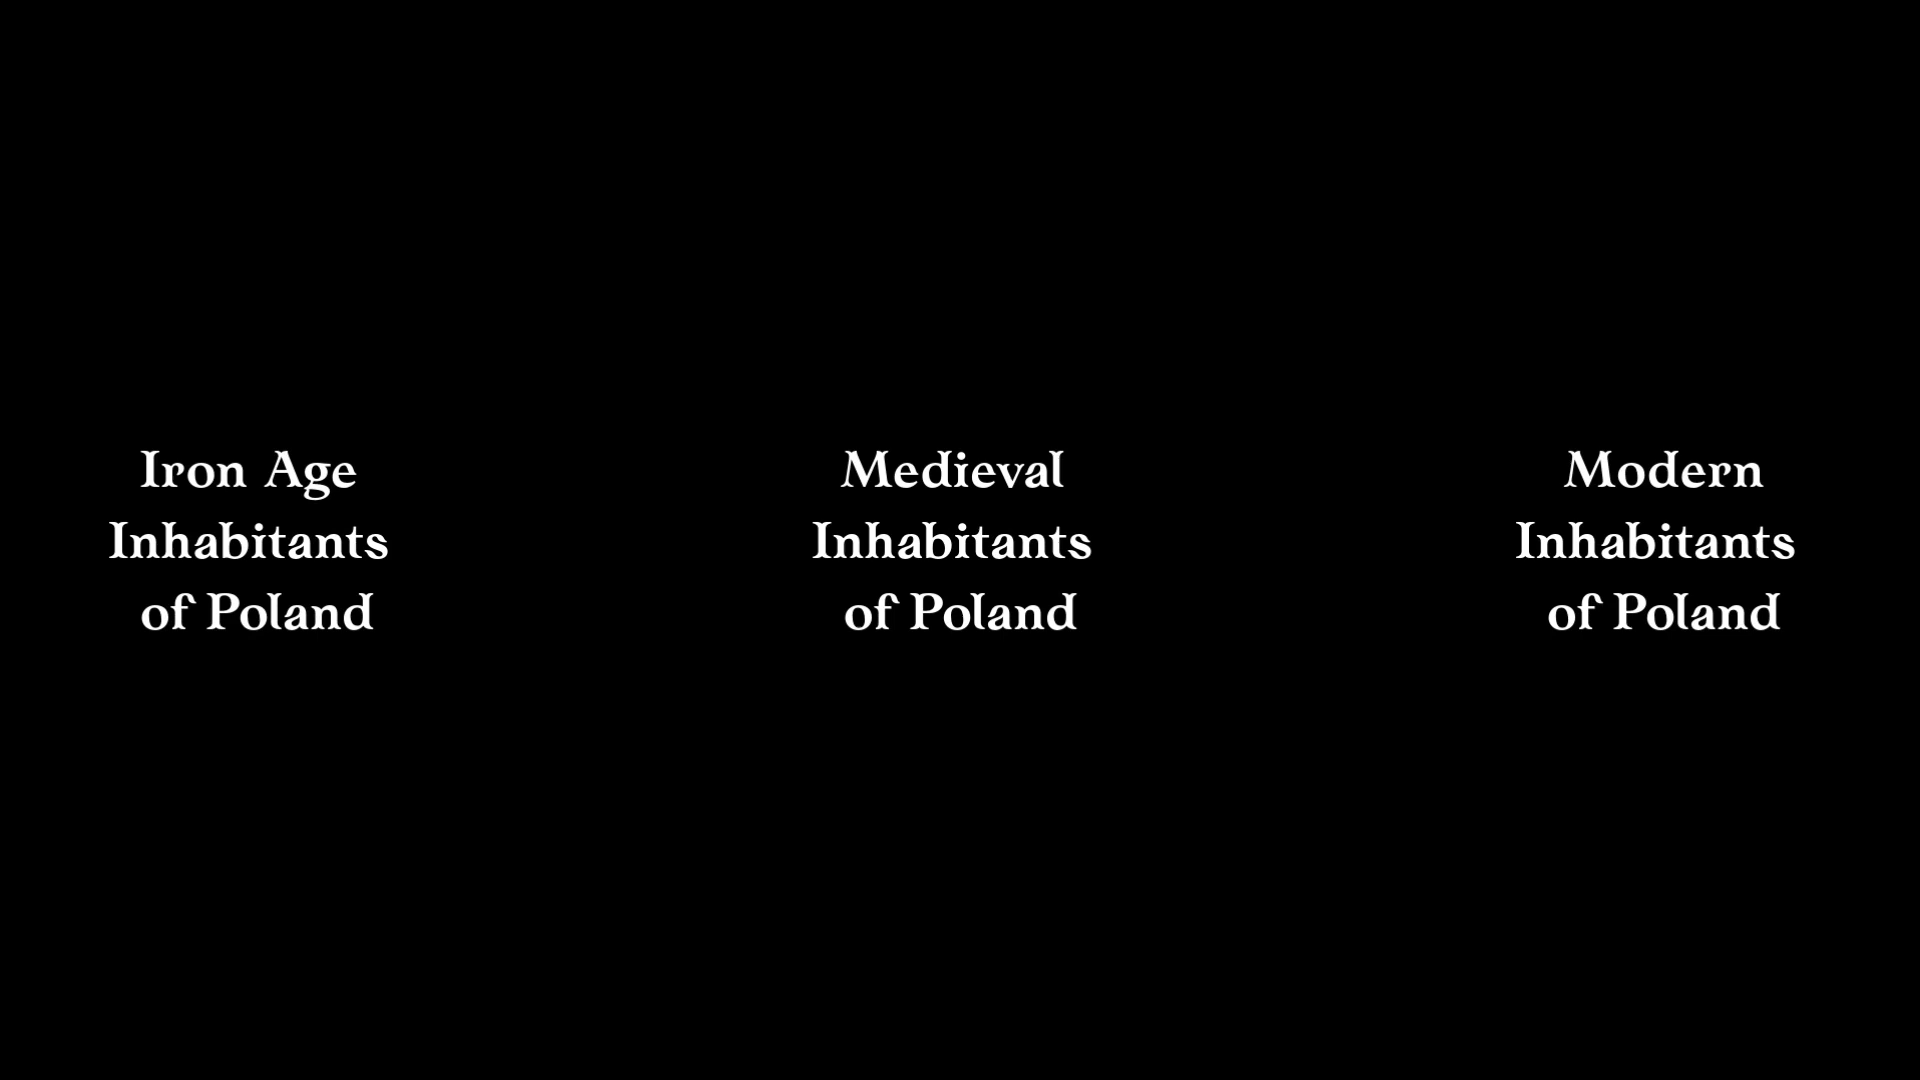 Iron Age
Inhabitants
of Poland
Medieval
Inhabitants
of Poland
Modern
Inhabitants
of Poland